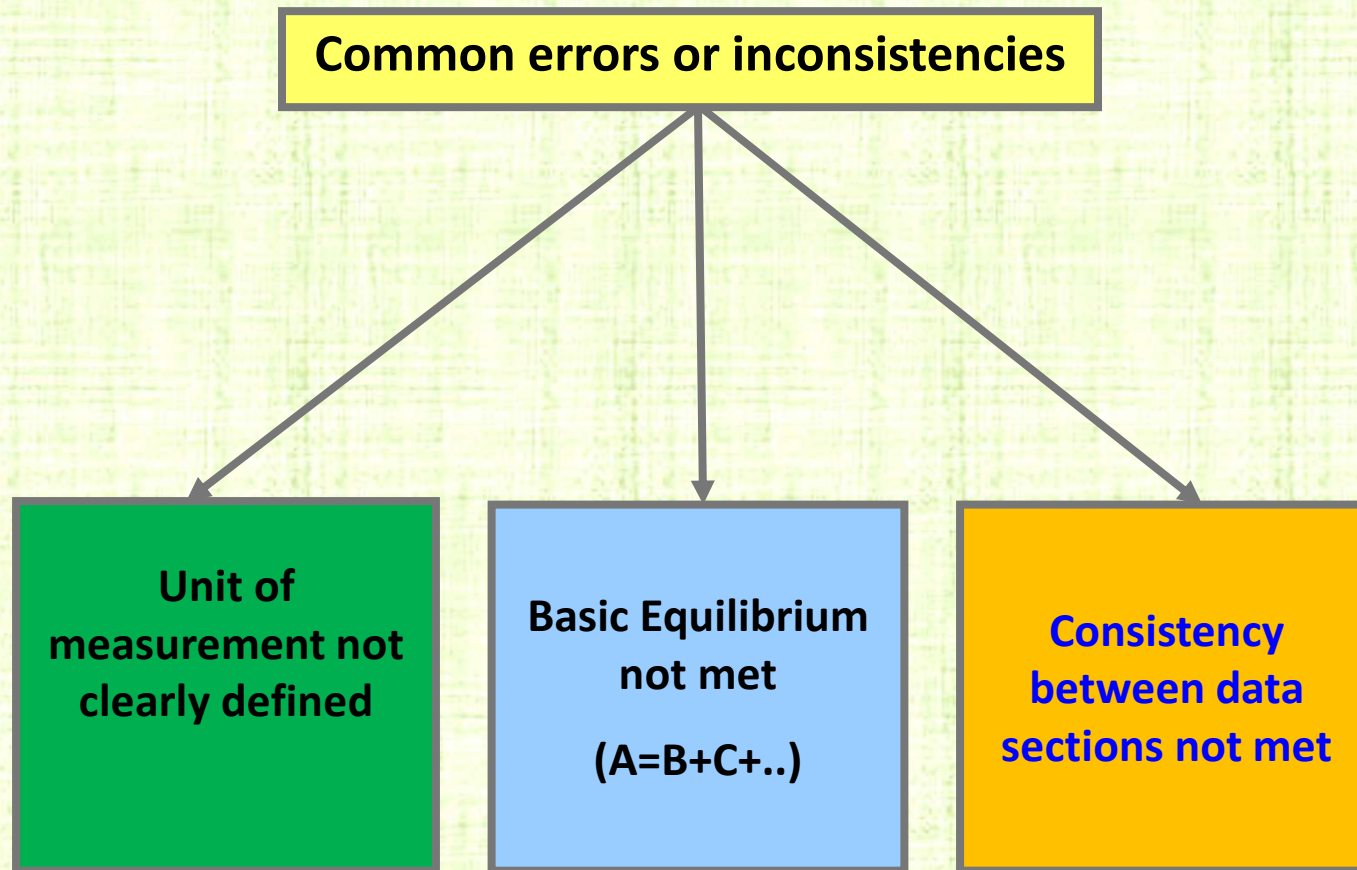 Common errors or inconsistencies
Unit of
measurement not
clearly defined
Basic Equilibrium
not met
(A=B+C+..)
Consistency
between data
sections not met